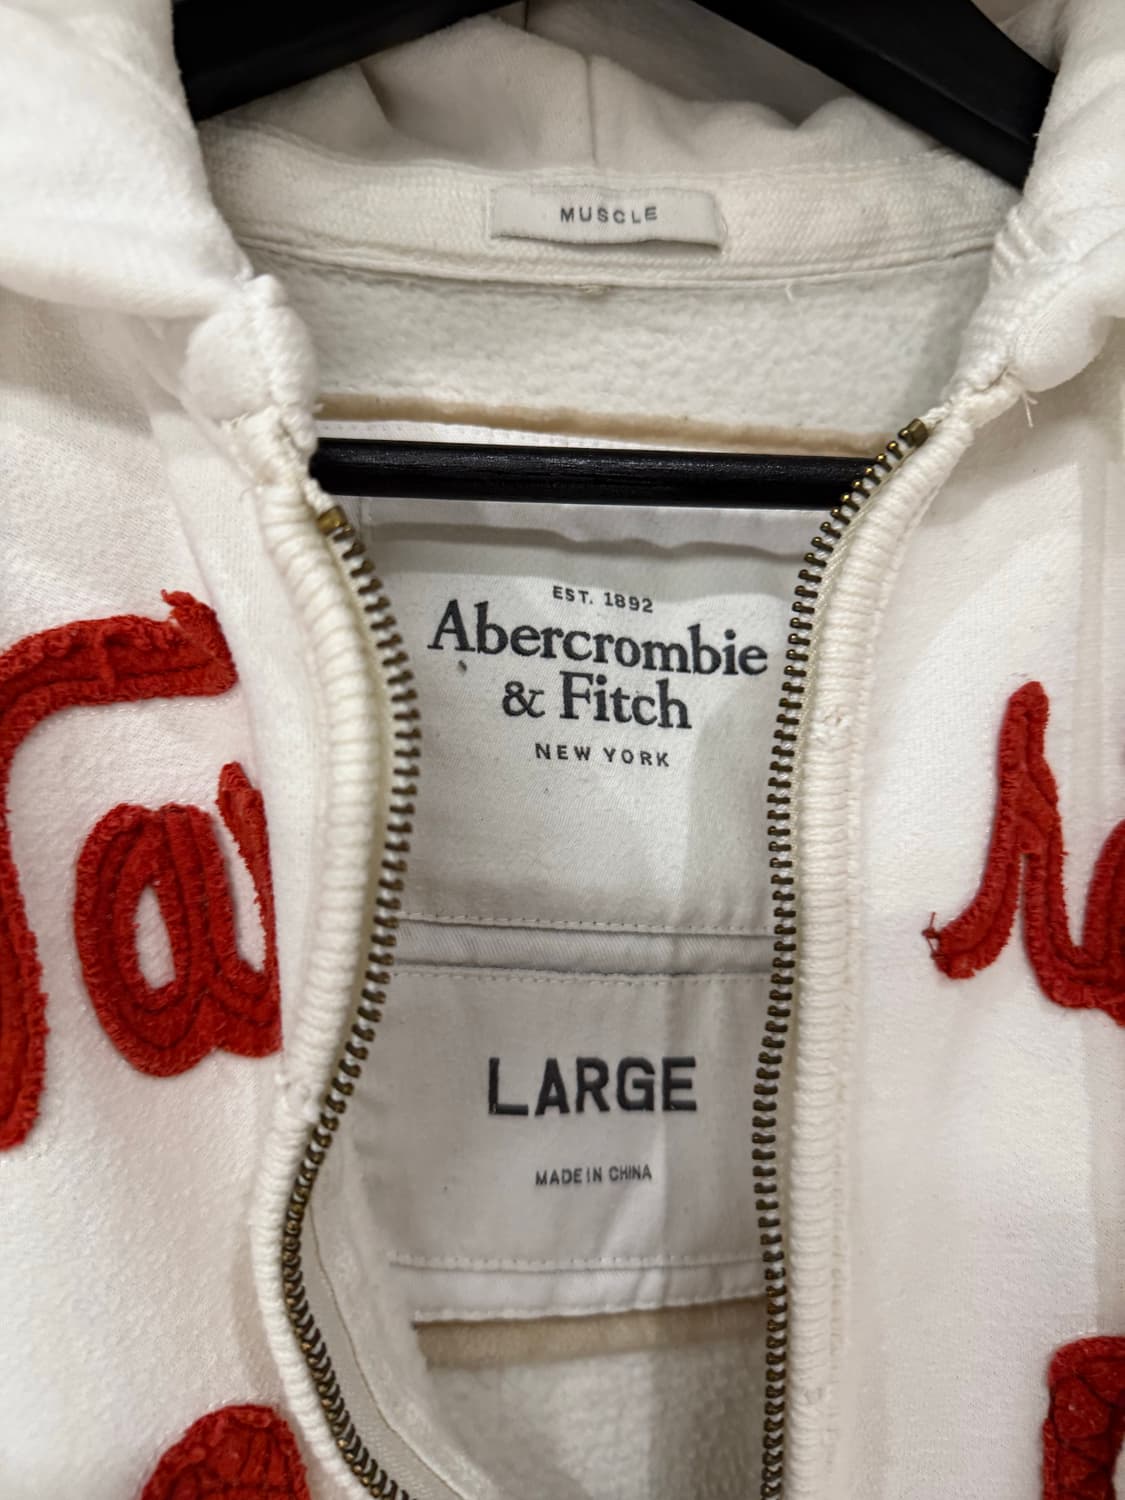 MUSCLE
EST. 1892
Abercrombie
& Fitch
NEW YORK
LARGE
MADE IN CHINA